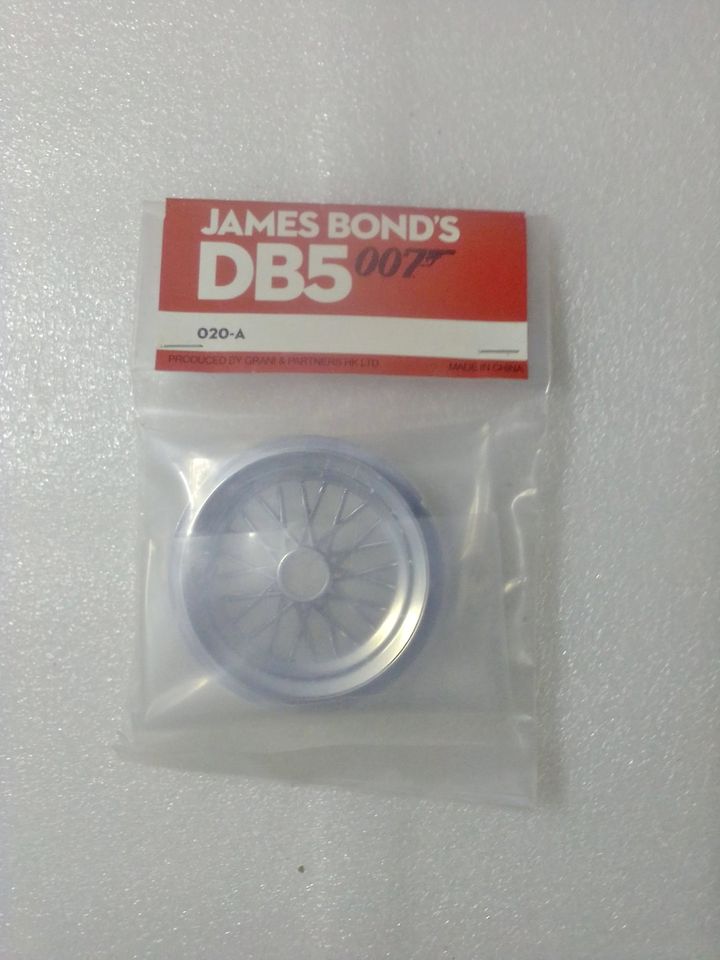 JAMES BOND'S
DB5 007
020-A
PRODUCED BY GRANI & PARTNERS HK LTD
MADE IN CHINA